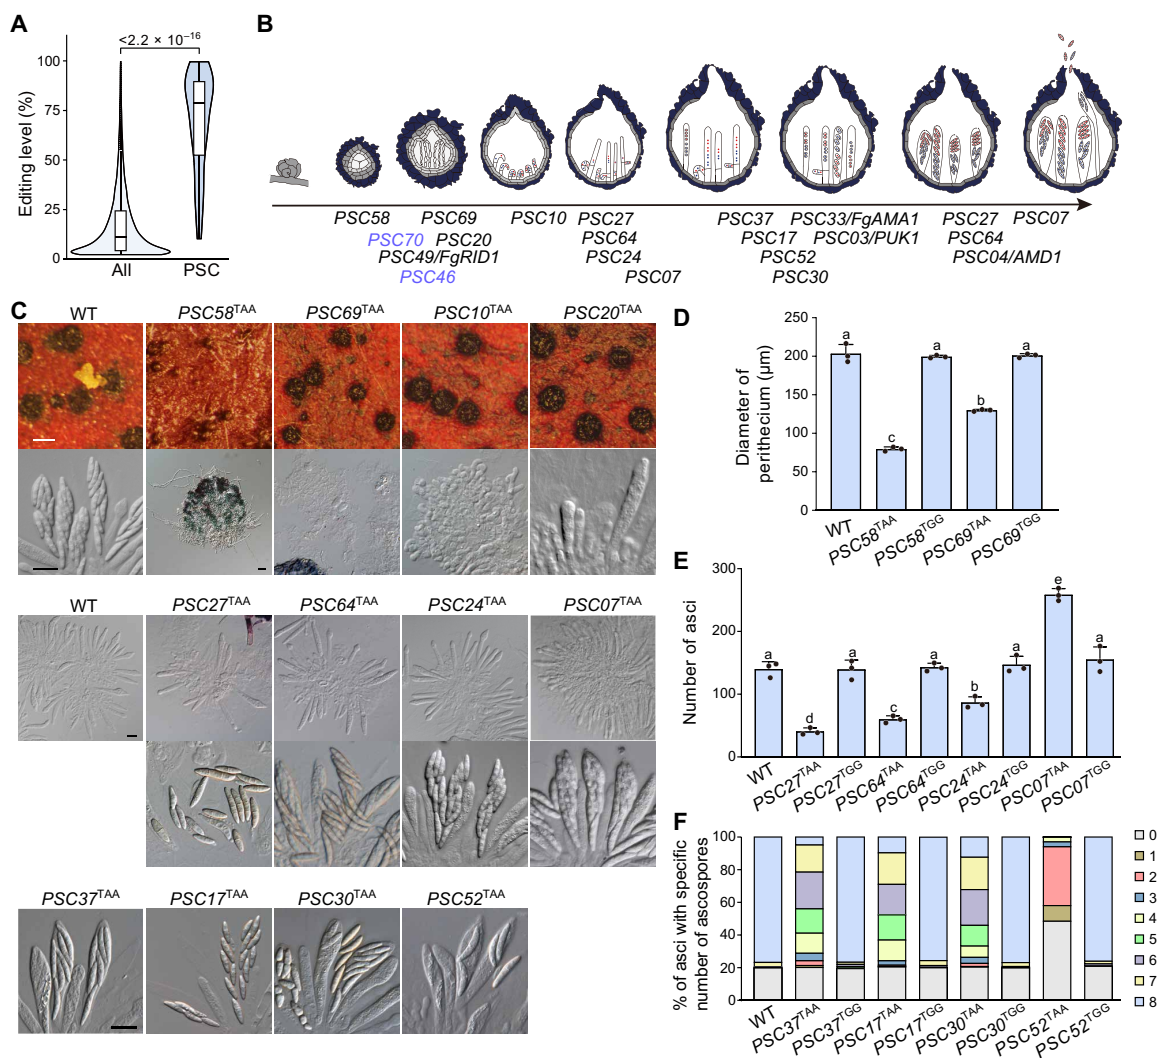 A
<2.2 × 10⁻¹⁶
Editing level (%)
100
75
50
25
0
All
PSC
B
PSC58
PSC69
PSC10
PSC27
PSC37
PSC33/FgAMA1
PSC27
PSC07
PSC70
PSC20
PSC64
PSC17
PSC03/PUK1
PSC64
PSC49/FgRID1
PSC24
PSC52
PSC04/AMD1
PSC46
PSC07
PSC30
C
WT
PSC58ᵀᴬᴬ
PSC69ᵀᴬᴬ
PSC10ᵀᴬᴬ
PSC20ᵀᴬᴬ
WT
PSC27ᵀᴬᴬ
PSC64ᵀᴬᴬ
PSC24ᵀᴬᴬ
PSC07ᵀᴬᴬ
PSC37ᵀᴬᴬ
PSC17ᵀᴬᴬ
PSC30ᵀᴬᴬ
PSC52ᵀᴬᴬ
D
Diameter of
perithecium (μm)
250
200
150
100
50
0
a
c
a
b
a
WT
PSC58ᵀᴬᴬ
PSC58ᵀᴳᴳ
PSC69ᵀᴬᴬ
PSC69ᵀᴳᴳ
E
Number of asci
300
200
100
0
a
d
a
c
a
b
a
e
a
WT
PSC27ᵀᴬᴬ
PSC27ᵀᴳᴳ
PSC64ᵀᴬᴬ
PSC64ᵀᴳᴳ
PSC24ᵀᴬᴬ
PSC24ᵀᴳᴳ
PSC07ᵀᴬᴬ
PSC07ᵀᴳᴳ
F
% of asci with specific
number of ascospores
100
80
60
40
20
0
WT
PSC37ᵀᴬᴬ
PSC37ᵀᴳᴳ
PSC17ᵀᴬᴬ
PSC17ᵀᴳᴳ
PSC30ᵀᴬᴬ
PSC30ᵀᴳᴳ
PSC52ᵀᴬᴬ
PSC52ᵀᴳᴳ
0
1
2
3
4
5
6
7
8